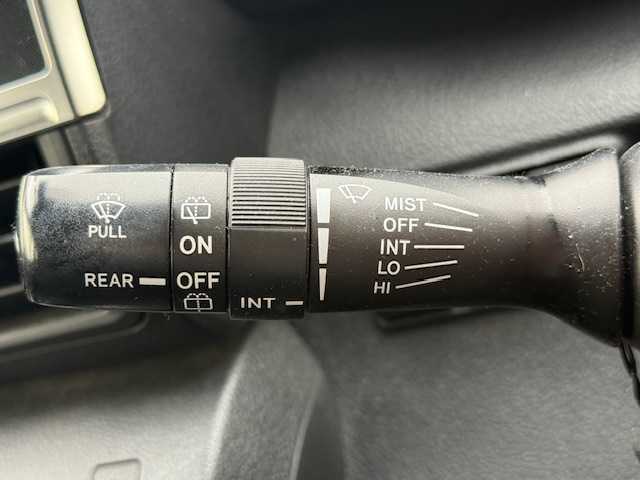 PULL
REAR
ON
OFF
INT
MIST
OFF
INT
LO
HI